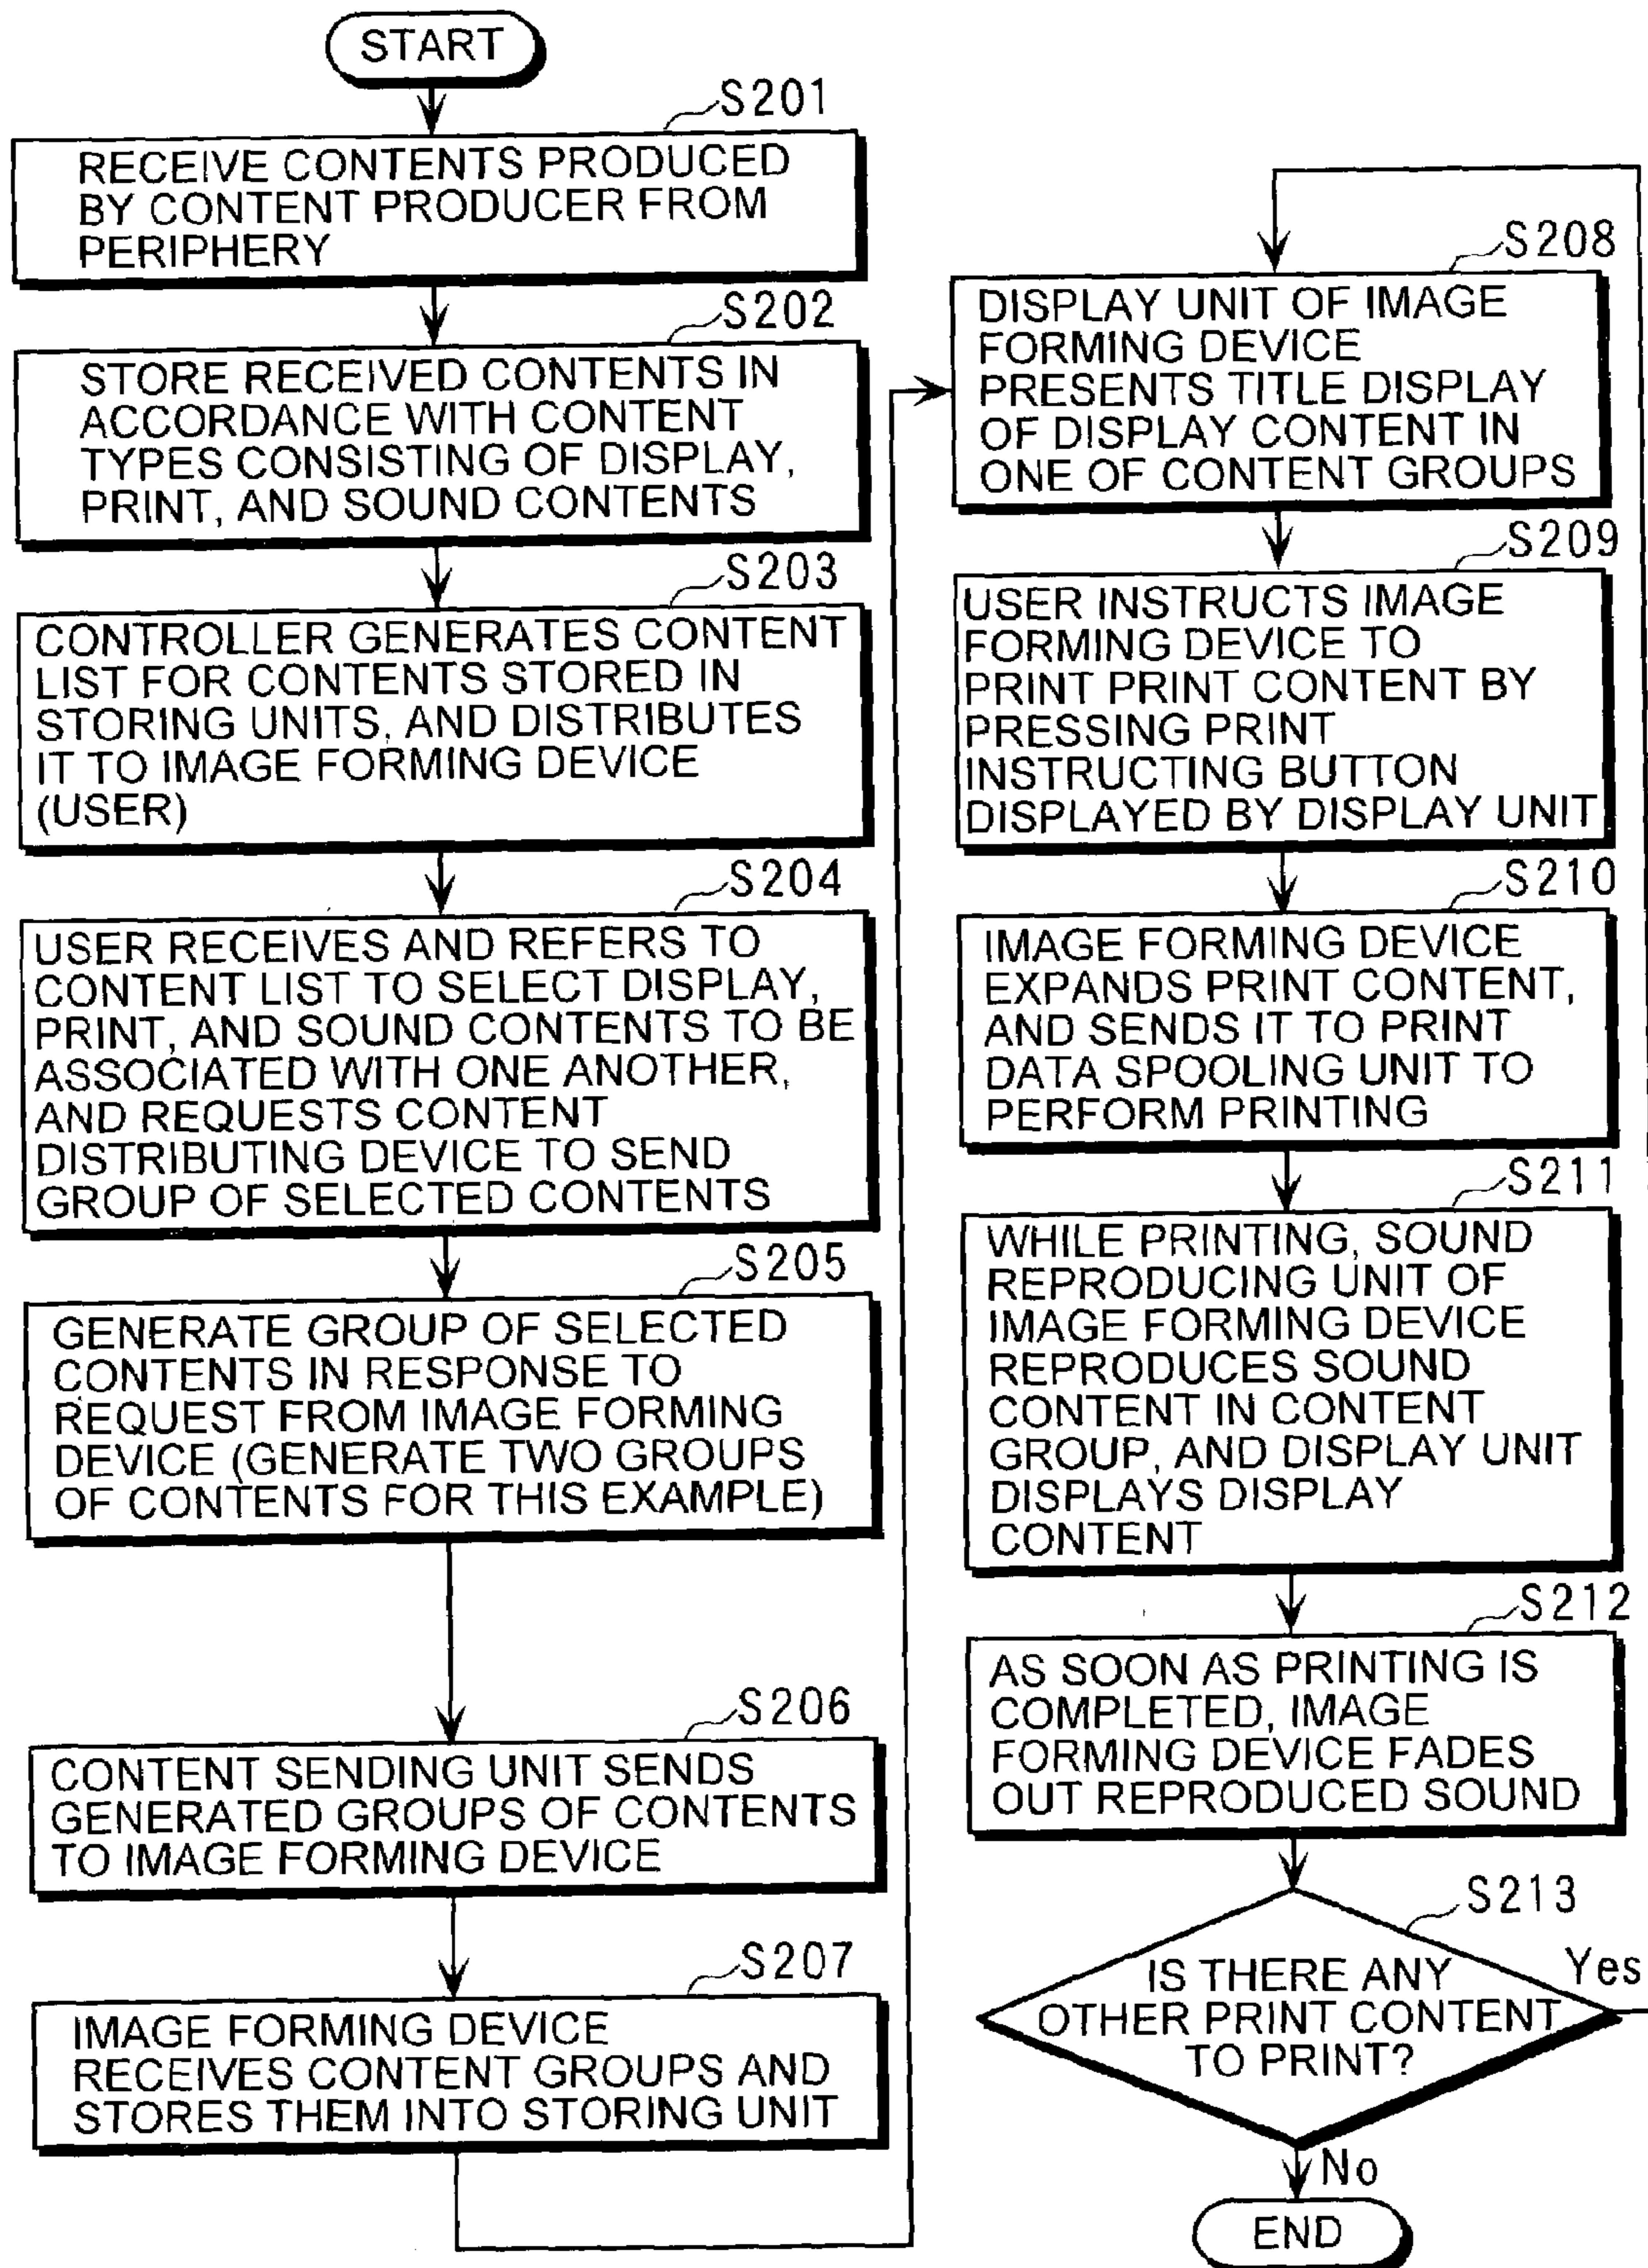 START
S201
RECEIVE CONTENTS PRODUCED
BY CONTENT PRODUCER FROM
PERIPHERY
S202
STORE RECEIVED CONTENTS IN
ACCORDANCE WITH CONTENT
TYPES CONSISTING OF DISPLAY,
PRINT, AND SOUND CONTENTS
S203
CONTROLLER GENERATES CONTENT
LIST FOR CONTENTS STORED IN
STORING UNITS, AND DISTRIBUTES
IT TO IMAGE FORMING DEVICE
(USER)
S204
USER RECEIVES AND REFERS TO
CONTENT LIST TO SELECT DISPLAY,
PRINT, AND SOUND CONTENTS TO BE
ASSOCIATED WITH ONE ANOTHER,
AND REQUESTS CONTENT
DISTRIBUTING DEVICE TO SEND
GROUP OF SELECTED CONTENTS
S205
GENERATE GROUP OF SELECTED
CONTENTS IN RESPONSE TO
REQUEST FROM IMAGE FORMING
DEVICE (GENERATE TWO GROUPS
OF CONTENTS FOR THIS EXAMPLE)
S206
CONTENT SENDING UNIT SENDS
GENERATED GROUPS OF CONTENTS
TO IMAGE FORMING DEVICE
S207
IMAGE FORMING DEVICE
RECEIVES CONTENT GROUPS AND
STORES THEM INTO STORING UNIT
S208
DISPLAY UNIT OF IMAGE
FORMING DEVICE
PRESENTS TITLE DISPLAY
OF DISPLAY CONTENT IN
ONE OF CONTENT GROUPS
S209
USER INSTRUCTS IMAGE
FORMING DEVICE TO
PRINT PRINT CONTENT BY
PRESSING PRINT
INSTRUCTING BUTTON
DISPLAYED BY DISPLAY UNIT
S210
IMAGE FORMING DEVICE
EXPANDS PRINT CONTENT,
AND SENDS IT TO PRINT
DATA SPOOLING UNIT TO
PERFORM PRINTING
S211
WHILE PRINTING, SOUND
REPRODUCING UNIT OF
IMAGE FORMING DEVICE
REPRODUCES SOUND
CONTENT IN CONTENT
GROUP, AND DISPLAY UNIT
DISPLAYS DISPLAY
CONTENT
S212
AS SOON AS PRINTING IS
COMPLETED, IMAGE
FORMING DEVICE FADES
OUT REPRODUCED SOUND
S213
IS THERE ANY
OTHER PRINT CONTENT
TO PRINT?
Yes
No
END